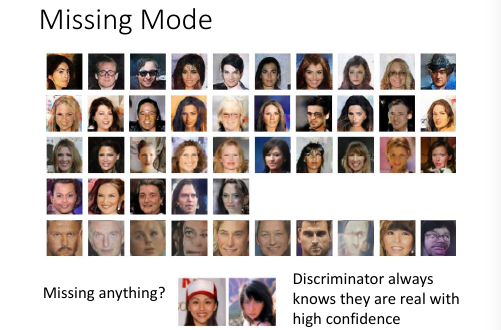 Missing Mode
Missing anything?
Discriminator always
knows they are real with
high confidence